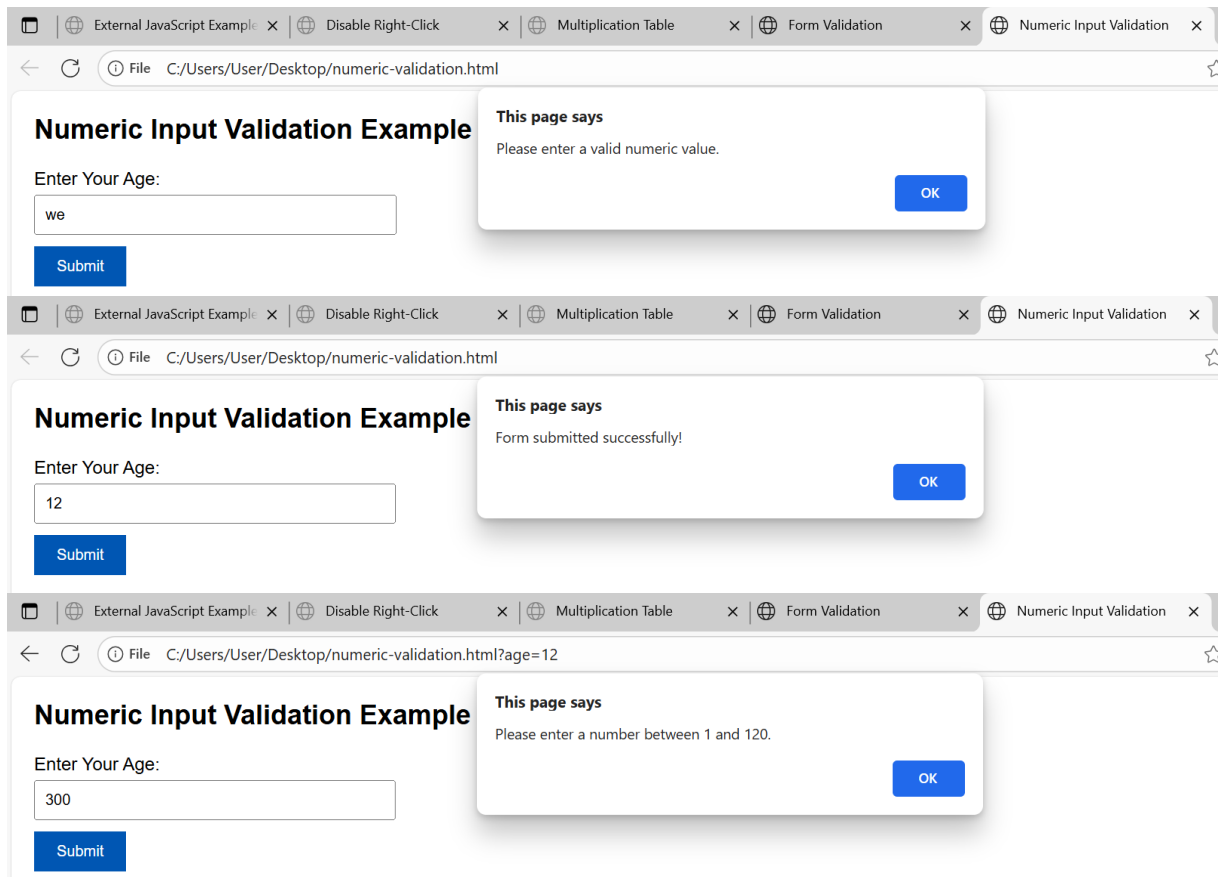 External JavaScript Example
Disable Right-Click
Multiplication Table
Form Validation
Numeric Input Validation
File C:/Users/User/Desktop/numeric-validation.html
Numeric Input Validation Example
This page says
Please enter a valid numeric value.
OK
Enter Your Age:
we
Submit
External JavaScript Example
Disable Right-Click
Multiplication Table
Form Validation
Numeric Input Validation
File C:/Users/User/Desktop/numeric-validation.html
Numeric Input Validation Example
This page says
Form submitted successfully!
OK
Enter Your Age:
12
Submit
External JavaScript Example
Disable Right-Click
Multiplication Table
Form Validation
Numeric Input Validation
File C:/Users/User/Desktop/numeric-validation.html?age=12
Numeric Input Validation Example
This page says
Please enter a number between 1 and 120.
OK
Enter Your Age:
300
Submit